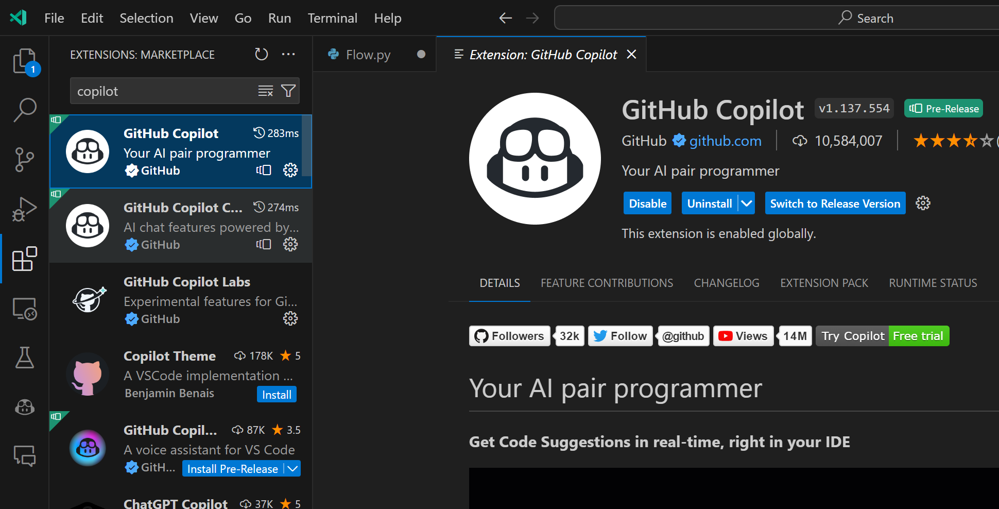 File Edit Selection View Go Run Terminal Help
Search
1
EXTENSIONS: MARKETPLACE
copilot
GitHub Copilot 283ms
Your AI pair programmer
GitHub
GitHub Copilot C... 274ms
AI chat features powered by...
GitHub
GitHub Copilot Labs
Experimental features for Gi...
GitHub
Copilot Theme 178K 5
A VSCode implementation ...
Benjamin Benais
Install
GitHub Copil... 87K 3.5
A voice assistant for VS Code
GitH... Install Pre-Release
ChatGPT Copilot 37K 5
Flow.py
Extension: GitHub Copilot
GitHub Copilot v1.137.554 Pre-Release
GitHub github.com 10,584,007 (
Your AI pair programmer
Disable Uninstall Switch to Release Version
This extension is enabled globally.
DETAILS FEATURE CONTRIBUTIONS CHANGELOG EXTENSION PACK RUNTIME STATUS
Followers 32k Follow @github Views 14M Try Copilot Free trial
Your AI pair programmer
Get Code Suggestions in real-time, right in your IDE